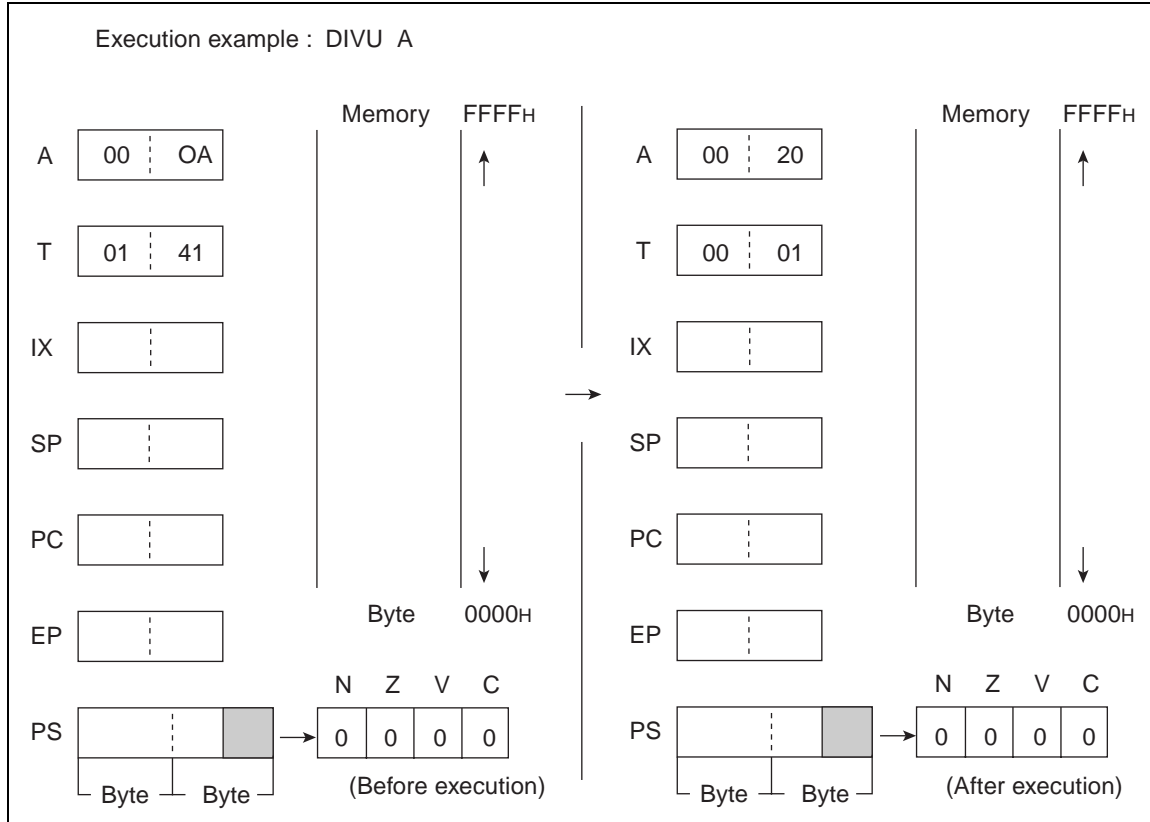 Execution example : DIVU A
Memory FFFFH
A 00 OA
T 01 41
IX
SP
PC
EP
Byte 0000H
N Z V C
PS 0 0 0 0
Byte Byte (Before execution)
Memory FFFFH
A 00 20
T 00 01
IX
SP
PC
EP
Byte 0000H
N Z V C
PS 0 0 0 0
Byte Byte (After execution)